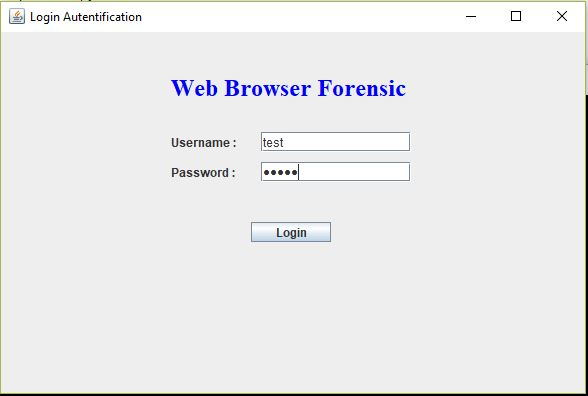 Login Autentification
Web Browser Forensic
Username : test
Password : •••••
Login